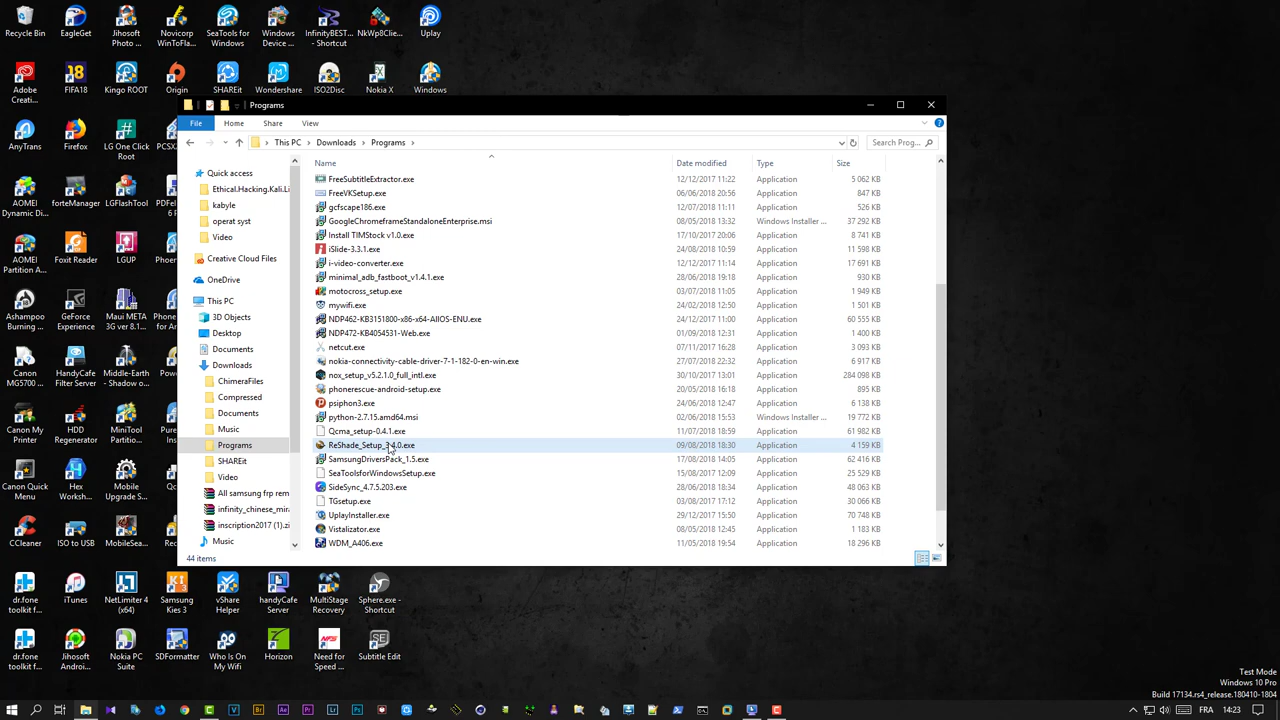 Recycle Bin
EagleGet
Jihosoft Photo ...
Novicorp WinToFla...
SeaTools for Windows
Windows Device ...
InfinityBEST... - Shortcut
NkWp8Clie...
Uplay
Adobe Creati...
FIFA18
Kingo ROOT
Origin
SHAREit
Wondershare
ISO2Disc
Nokia X
Windows
Programs
File
Home
Share
View
This PC
Downloads
Programs
Search Prog...
Name
Date modified
Type
Size
FreeSubtitleExtractor.exe 12/12/2017 11:22 Application 5 062 KB
FreeVKSetup.exe 06/06/2018 20:56 Application 847 KB
gcfscape186.exe 12/07/2018 11:11 Application 526 KB
GoogleChromeframeStandaloneEnterprise.msi 08/05/2018 13:32 Windows Installer ... 37 292 KB
Install TIMStock v1.0.exe 17/10/2017 20:06 Application 8 741 KB
iSlide-3.3.1.exe 24/08/2018 10:59 Application 11 598 KB
i-video-converter.exe 12/12/2017 11:14 Application 17 691 KB
minimal_adb_fastboot_v1.4.1.exe 28/06/2018 19:18 Application 930 KB
motocross_setup.exe 03/07/2018 11:05 Application 1 949 KB
mywifi.exe 24/02/2018 12:50 Application 1 501 KB
NDP462-KB3151800-x86-x64-AllOS-ENU.exe 24/12/2017 11:00 Application 60 555 KB
NDP472-KB4054531-Web.exe 01/09/2018 12:31 Application 1 400 KB
netcut.exe 07/11/2017 16:28 Application 3 093 KB
nokia-connectivity-cable-driver-7-1-182-0-en-win.exe 27/07/2018 22:32 Application 6 917 KB
nox_setup_v5.2.1.0_full_intl.exe 30/10/2017 13:01 Application 284 098 KB
phonerescue-android-setup.exe 20/05/2018 16:18 Application 895 KB
psiphon3.exe 24/06/2018 12:47 Application 6 138 KB
python-2.7.15.amd64.msi 02/06/2018 15:53 Windows Installer ... 19 772 KB
Qcma_setup-0.4.1.exe 11/07/2018 18:59 Application 61 982 KB
ReShade_Setup_3.4.0.exe 09/08/2018 18:30 Application 4 159 KB
SamsungDriversPack_1.5.exe 17/08/2018 14:05 Application 62 416 KB
SeaToolsforWindowsSetup.exe 15/08/2017 12:09 Application 25 529 KB
SideSync_4.7.5.203.exe 28/06/2018 18:34 Application 48 063 KB
TGsetup.exe 03/08/2017 17:12 Application 30 066 KB
UplayInstaller.exe 29/12/2017 15:50 Application 70 748 KB
Vistalizator.exe 08/05/2018 12:45 Application 1 183 KB
WDM_A406.exe 11/05/2018 19:54 Application 18 296 KB
Quick access
Ethical.Hacking.Kali.Li
kabyle
operat syst
Video
Creative Cloud Files
OneDrive
This PC
3D Objects
Desktop
Documents
Downloads
ChimeraFiles
Compressed
Documents
Music
Programs
SHAREit
Video
All samsung frp rem
infinity_chinese_mira
inscription2017 (1).zi
Music
44 items
AnyTrans
Firefox
LG One Click Root
PCSX2
AOMEI Dynamic Di...
forteManager
LGFlashTool
AOMEI Partition A...
Foxit Reader
LGUP
Ashampoo Burning ...
GeForce Experience
Maui META 3G ver 8.1...
Canon MG5700 ...
HandyCafe Filter Server
Middle-earth - Shadow o...
Canon My Printer
HDD Regenerator
MiniTool Partition ...
Canon Quick Menu
Hex Worksh...
Mobile Upgrade S...
CCleaner
ISO to USB
MobileSea...
dr.fone toolkit f...
iTunes
NetLimiter 4 (x64)
Samsung Kies 3
vShare Helper
handyCafe Server
MultiStage Recovery
Sphere.exe - Shortcut
dr.fone toolkit f...
Jihosoft Androi...
Nokia PC Suite
SDFormatter
Who Is On My Wifi
Horizon
Need for Speed ...
Subtitle Edit
Test Mode
Windows 10 Pro
Build 17134.rs4_release.180410-1804
FR
14:23